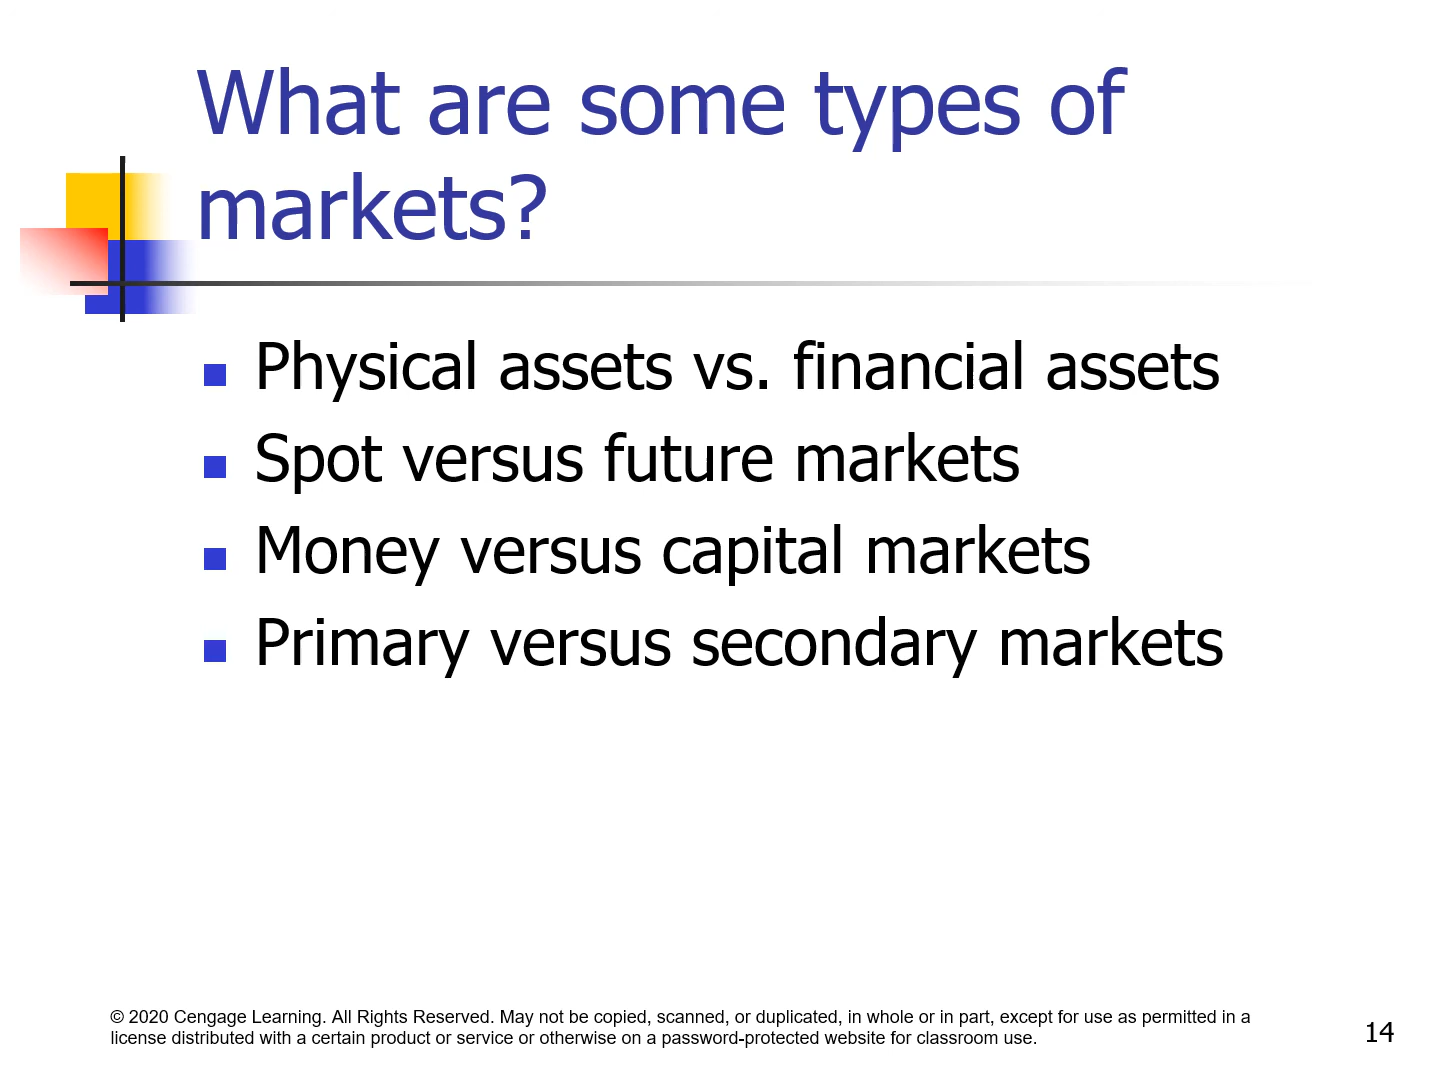 What are some types of
markets?
Physical assets vs. financial assets
Spot versus future markets
Money versus capital markets
Primary versus secondary markets
© 2020 Cengage Learning. All Rights Reserved. May not be copied, scanned, or duplicated, in whole or in part, except for use as permitted in a
license distributed with a certain product or service or otherwise on a password-protected website for classroom use.
14